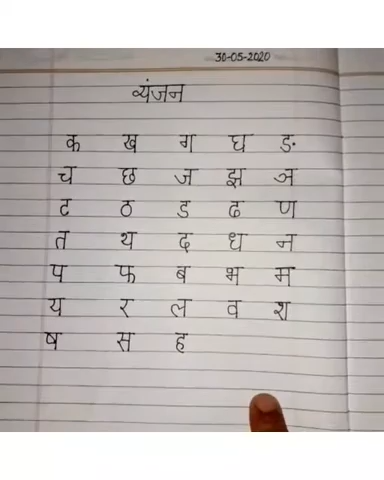 30-05-2020
व्यंजन
क ख ग घ ङ
च छ ज झ ञ
ट ठ ड ढ ण
त थ द ध न
प फ ब भ म
य र ल व श
ष स ह